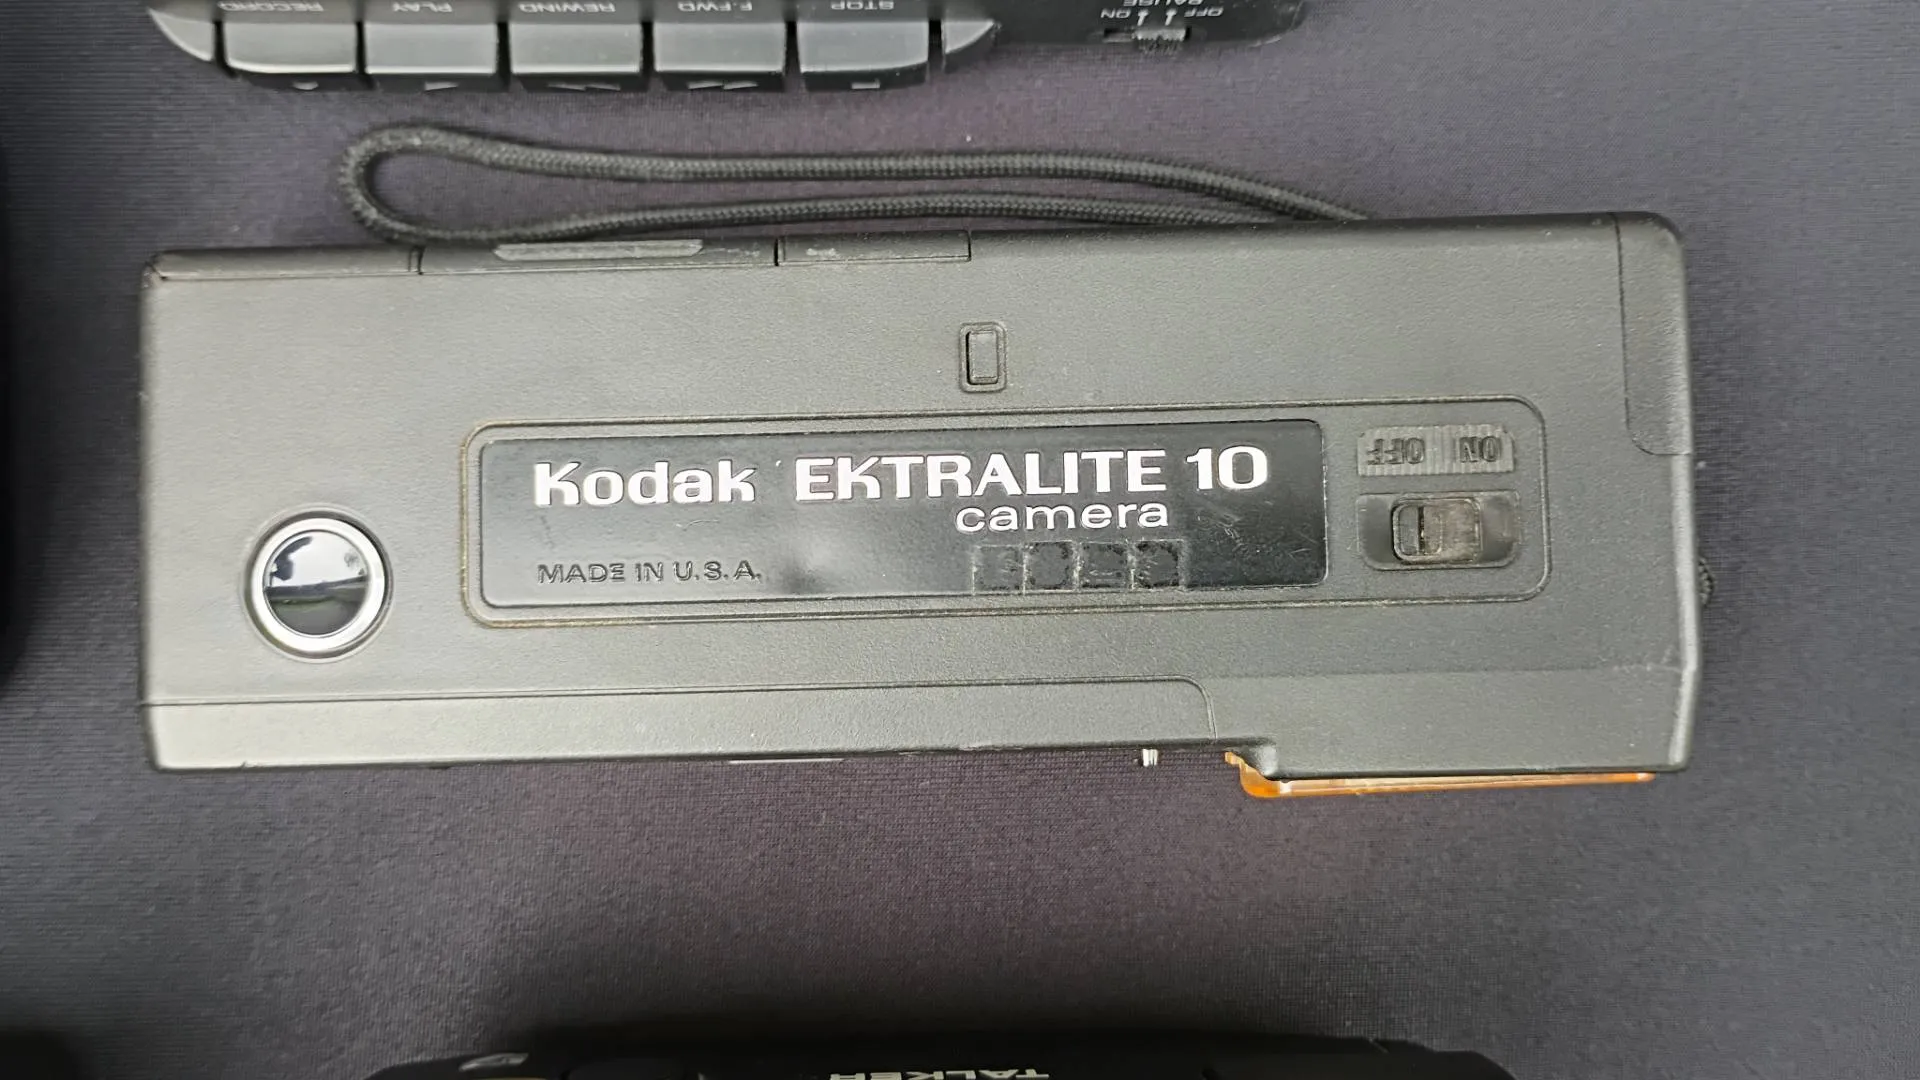 RECORD PLAY REWIND F.FWD STOP PAUSE
OFF ON
Kodak EKTRALITE 10
camera
MADE IN U.S.A.
OFF ON
TALKER